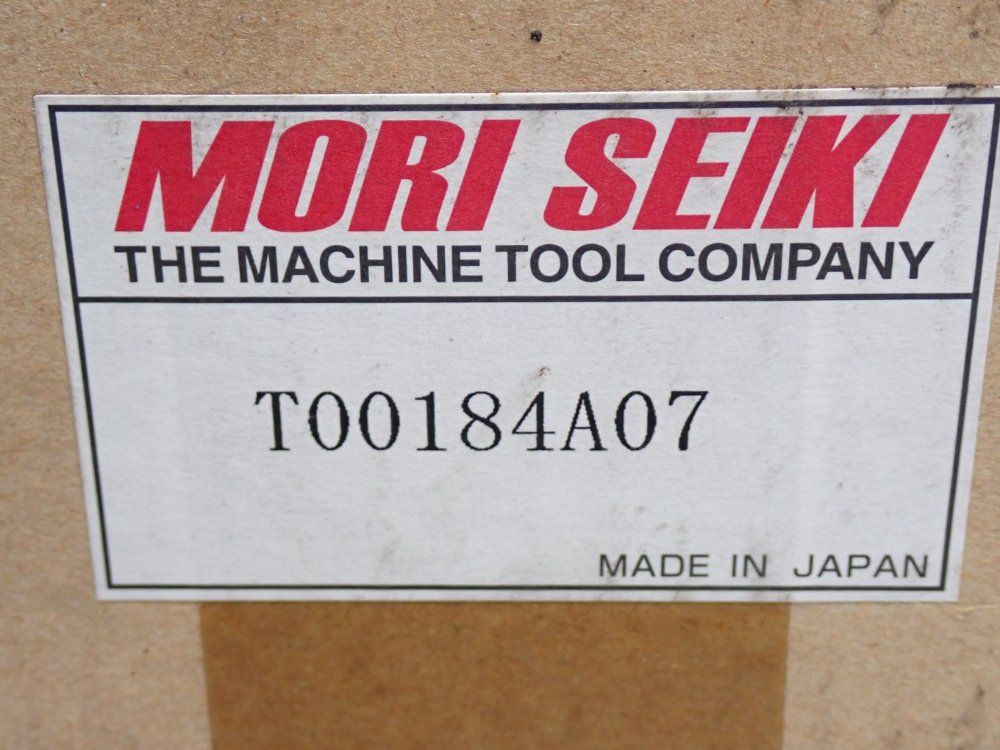 MORI SEIKI
THE MACHINE TOOL COMPANY
T00184A07
MADE IN JAPAN